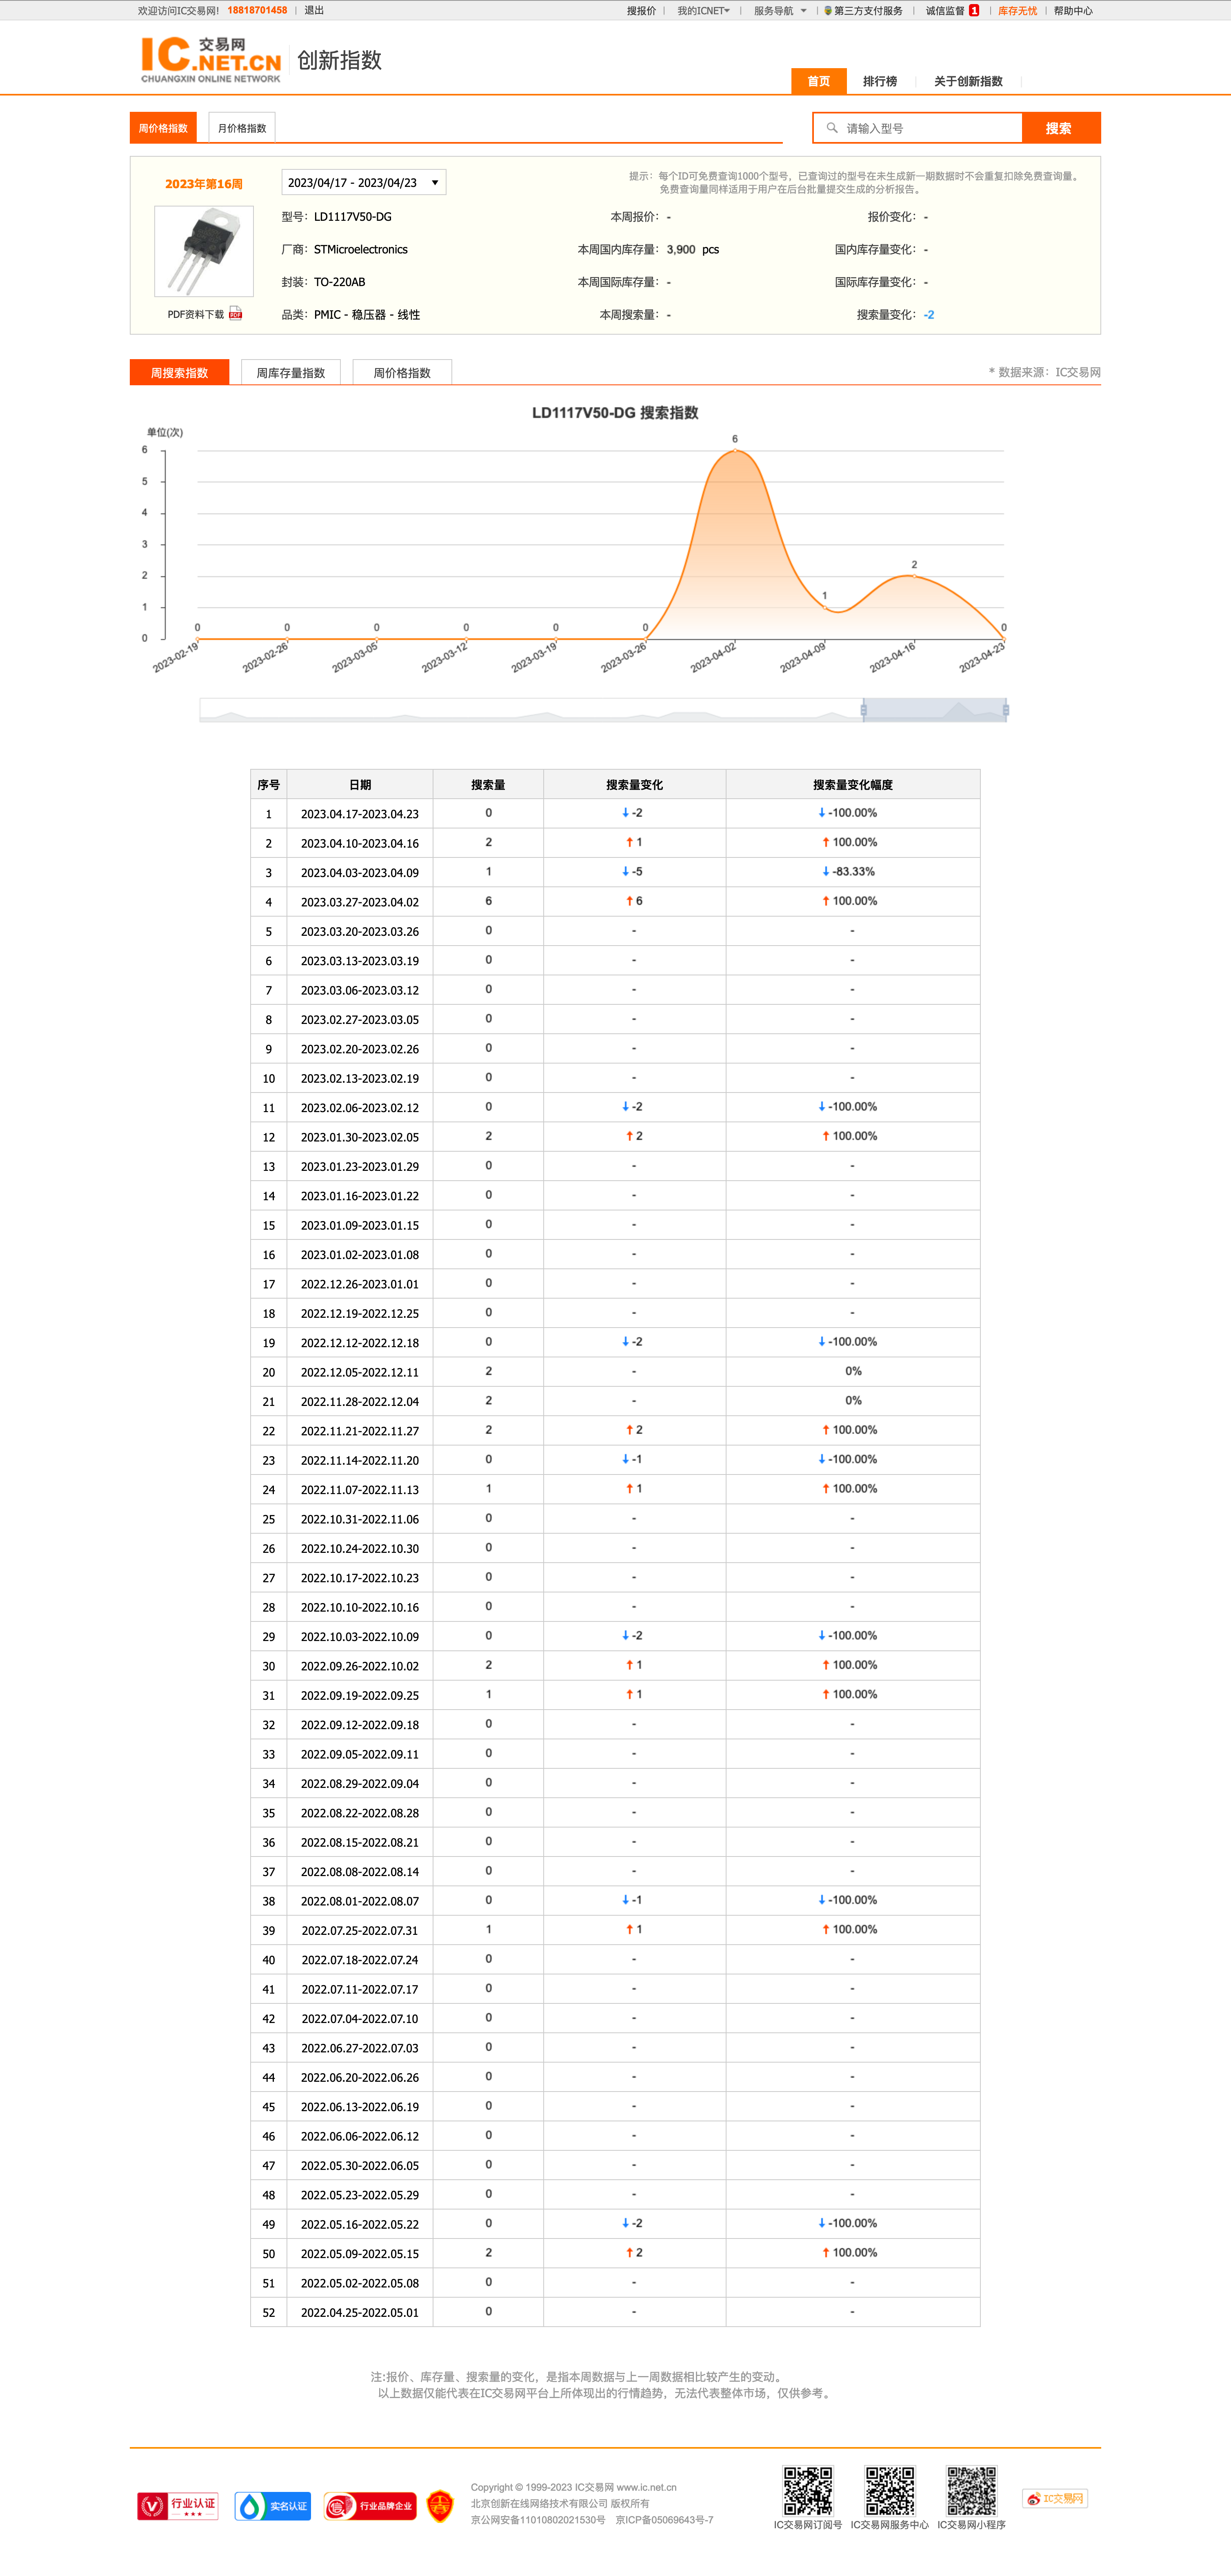 欢迎访问IC交易网! 18818701458 | 退出 搜报价 | 我的ICNET | 服务导航 | 第三方支付服务 | 诚信监督 1 | 库存无忧 | 帮助中心
IC 交易网
.NET.CN
CHUANGXIN ONLINE NETWORK
创新指数
首页 排行榜 关于创新指数
周价格指数 月价格指数 请输入型号 搜索
2023年第16周 2023/04/17 - 2023/04/23
提示：每个ID可免费查询1000个型号，已查询过的型号在未生成新一期数据时不会重复扣除免费查询量。
免费查询量同样适用于用户在后台批量提交生成的分析报告。
型号：LD1117V50-DG 本周报价：- 报价变化：-
厂商：STMicroelectronics 本周国内库存量：3,900 pcs 国内库存量变化：-
封装：TO-220AB 本周国际库存量：- 国际库存量变化：-
PDF资料下载 品类：PMIC - 稳压器 - 线性 本周搜索量：- 搜索量变化：-2
周搜索指数 周库存量指数 周价格指数 * 数据来源：IC交易网
LD1117V50-DG 搜索指数
单位(次)
6 6
5
4
3
2 2
1 1
0 0 0 0 0 0 0 0
2023-02-19 2023-02-26 2023-03-05 2023-03-12 2023-03-19 2023-03-26 2023-04-02 2023-04-09 2023-04-16 2023-04-23
序号 日期 搜索量 搜索量变化 搜索量变化幅度
1 2023.04.17-2023.04.23 0 ↓-2 ↓-100.00%
2 2023.04.10-2023.04.16 2 ↑1 ↑100.00%
3 2023.04.03-2023.04.09 1 ↓-5 ↓-83.33%
4 2023.03.27-2023.04.02 6 ↑6 ↑100.00%
5 2023.03.20-2023.03.26 0 - -
6 2023.03.13-2023.03.19 0 - -
7 2023.03.06-2023.03.12 0 - -
8 2023.02.27-2023.03.05 0 - -
9 2023.02.20-2023.02.26 0 - -
10 2023.02.13-2023.02.19 0 - -
11 2023.02.06-2023.02.12 0 ↓-2 ↓-100.00%
12 2023.01.30-2023.02.05 2 ↑2 ↑100.00%
13 2023.01.23-2023.01.29 0 - -
14 2023.01.16-2023.01.22 0 - -
15 2023.01.09-2023.01.15 0 - -
16 2023.01.02-2023.01.08 0 - -
17 2022.12.26-2023.01.01 0 - -
18 2022.12.19-2022.12.25 0 - -
19 2022.12.12-2022.12.18 0 ↓-2 ↓-100.00%
20 2022.12.05-2022.12.11 2 - 0%
21 2022.11.28-2022.12.04 2 - 0%
22 2022.11.21-2022.11.27 2 ↑2 ↑100.00%
23 2022.11.14-2022.11.20 0 ↓-1 ↓-100.00%
24 2022.11.07-2022.11.13 1 ↑1 ↑100.00%
25 2022.10.31-2022.11.06 0 - -
26 2022.10.24-2022.10.30 0 - -
27 2022.10.17-2022.10.23 0 - -
28 2022.10.10-2022.10.16 0 - -
29 2022.10.03-2022.10.09 0 ↓-2 ↓-100.00%
30 2022.09.26-2022.10.02 2 ↑1 ↑100.00%
31 2022.09.19-2022.09.25 1 ↑1 ↑100.00%
32 2022.09.12-2022.09.18 0 - -
33 2022.09.05-2022.09.11 0 - -
34 2022.08.29-2022.09.04 0 - -
35 2022.08.22-2022.08.28 0 - -
36 2022.08.15-2022.08.21 0 - -
37 2022.08.08-2022.08.14 0 - -
38 2022.08.01-2022.08.07 0 ↓-1 ↓-100.00%
39 2022.07.25-2022.07.31 1 ↑1 ↑100.00%
40 2022.07.18-2022.07.24 0 - -
41 2022.07.11-2022.07.17 0 - -
42 2022.07.04-2022.07.10 0 - -
43 2022.06.27-2022.07.03 0 - -
44 2022.06.20-2022.06.26 0 - -
45 2022.06.13-2022.06.19 0 - -
46 2022.06.06-2022.06.12 0 - -
47 2022.05.30-2022.06.05 0 - -
48 2022.05.23-2022.05.29 0 - -
49 2022.05.16-2022.05.22 0 ↓-2 ↓-100.00%
50 2022.05.09-2022.05.15 2 ↑2 ↑100.00%
51 2022.05.02-2022.05.08 0 - -
52 2022.04.25-2022.05.01 0 - -
注:报价、库存量、搜索量的变化，是指本周数据与上一周数据相比较产生的变动。
以上数据仅能代表在IC交易网平台上所体现出的行情趋势，无法代表整体市场，仅供参考。
行业认证 实名认证 行业品牌企业
Copyright © 1999-2023 IC交易网 www.ic.net.cn
北京创新在线网络技术有限公司 版权所有
京公网安备11010802021530号 京ICP备05069643号-7
IC交易网订阅号 IC交易网服务中心 IC交易网小程序 IC交易网